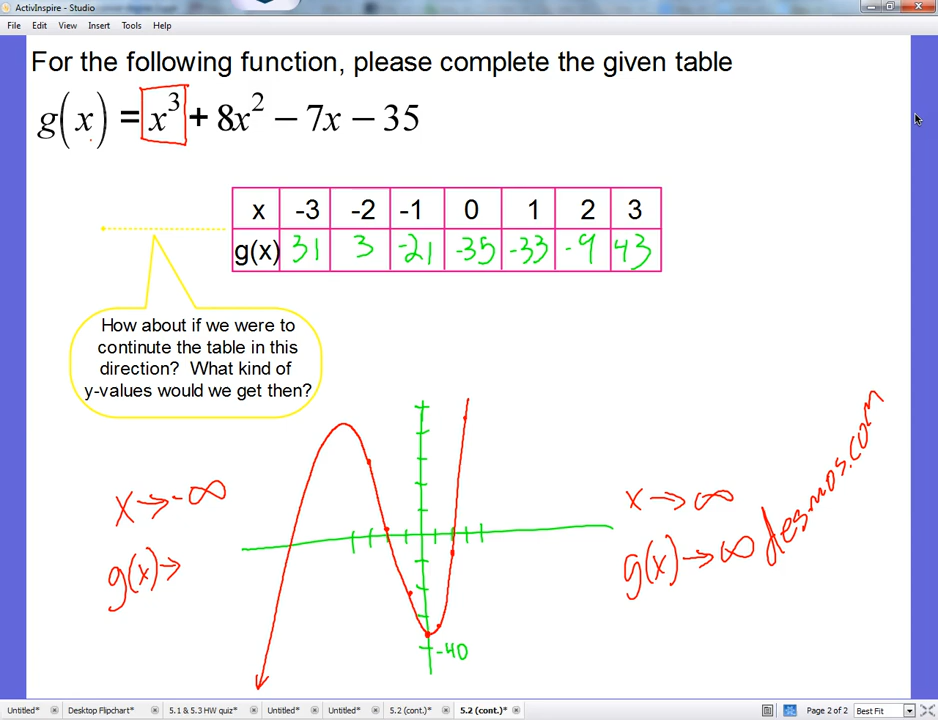 ActivInspire - Studio
File Edit View Insert Tools Help
For the following function, please complete the given table
g(x) = x³ + 8x² − 7x − 35
x -3 -2 -1 0 1 2 3
g(x) 31 3 -21 -35 -33 -9 43
How about if we were to
continute the table in this
direction? What kind of
y-values would we get then?
x → -∞
g(x) →
-40
x → ∞
g(x) → ∞
desmos.com
Untitled* Desktop Flipchart* 5.1 & 5.3 HW quiz* Untitled* Untitled* 5.2 (cont.)* 5.2 (cont.)* Page 2 of 2 Best Fit